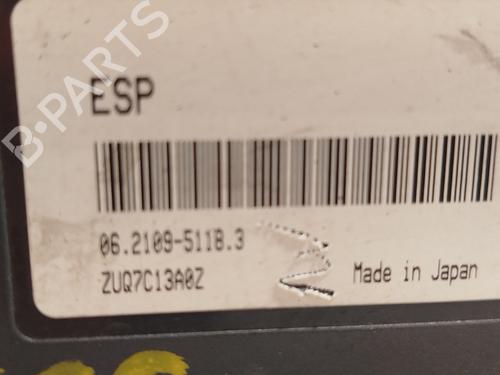 B-PARTS
ESP
06.2109-5118.3
ZUQ7C13A0Z
Made in Japan